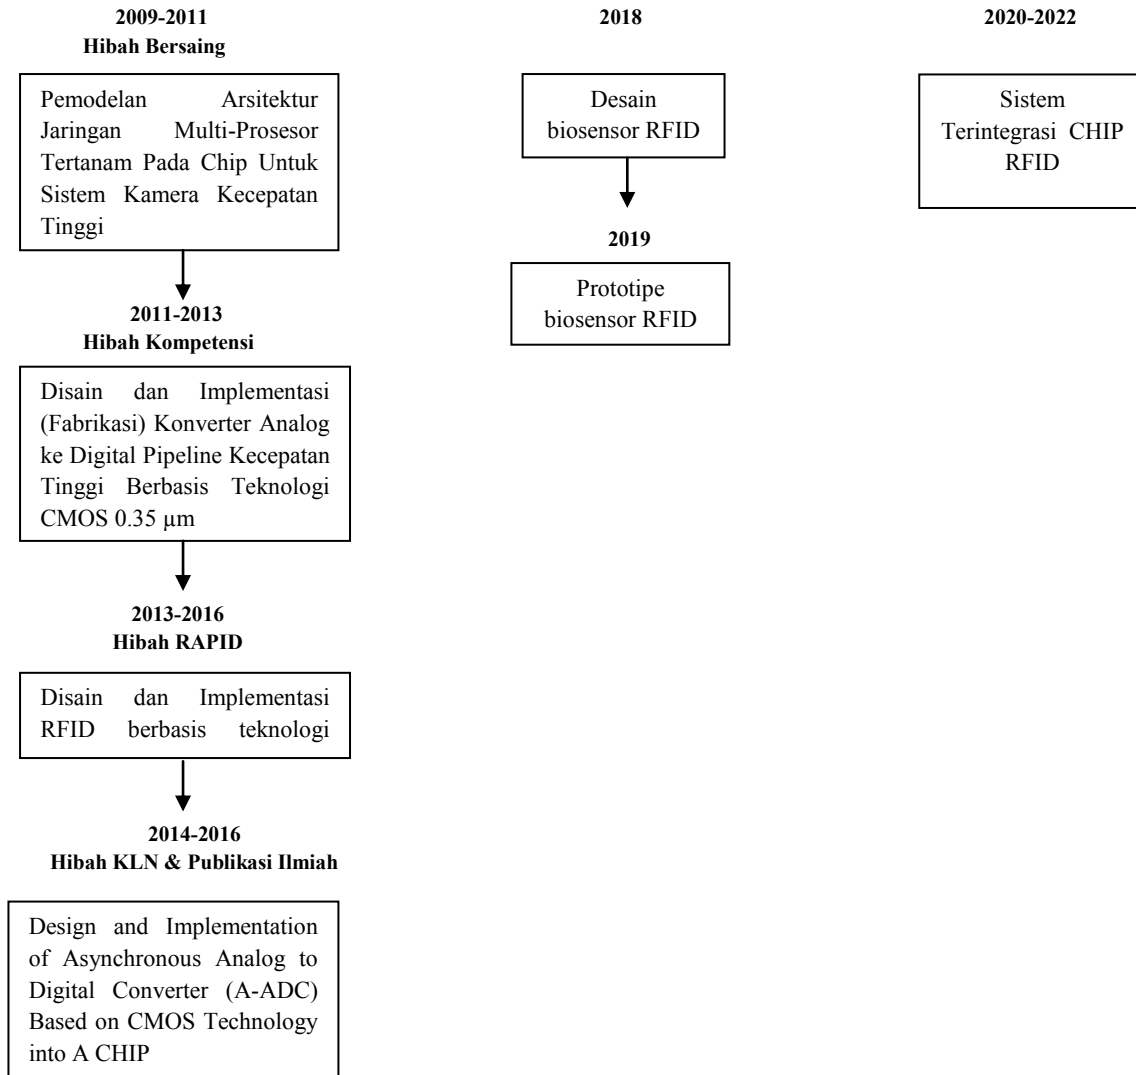 2009-2011
Hibah Bersaing
Pemodelan Arsitektur
Jaringan Multi-Prosesor
Tertanam Pada Chip Untuk
Sistem Kamera Kecepatan
Tinggi
2011-2013
Hibah Kompetensi
Disain dan Implementasi
(Fabrikasi) Konverter Analog
ke Digital Pipeline Kecepatan
Tinggi Berbasis Teknologi
CMOS 0.35 µm
2013-2016
Hibah RAPID
Disain dan Implementasi
RFID berbasis teknologi
2014-2016
Hibah KLN & Publikasi Ilmiah
Design and Implementation
of Asynchronous Analog to
Digital Converter (A-ADC)
Based on CMOS Technology
into A CHIP
2018
Desain
biosensor RFID
2019
Prototipe
biosensor RFID
2020-2022
Sistem
Terintegrasi CHIP
RFID